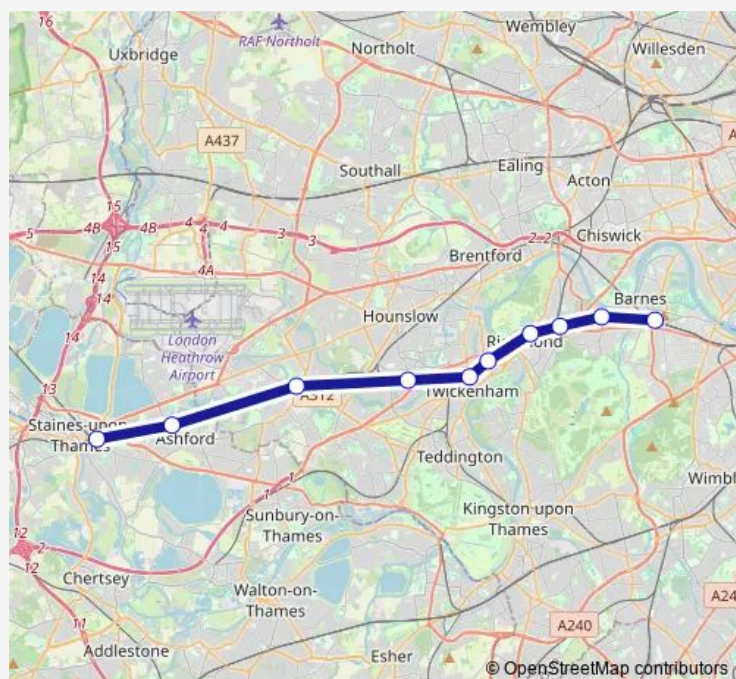 16
RAF Northolt
Wembley
Uxbridge
Northolt
Willesden
A437
Southall
Ealing
Acton
15
5
4B
4B
4
4
4
3
3
2
2
Chiswick
15
Brentford
4A
14
14
Barnes
Hounslow
14
London
Heathrow
Airport
13
A312
Twickenham
Staines-upon-
Thames
Ashford
Teddington
1
1
Kingston upon
Thames
Sunbury-on-
Thames
12
2
12
Chertsey
Walton-on-
Thames
11
A240
Addlestone
Esher
© OpenStreetMap contributors